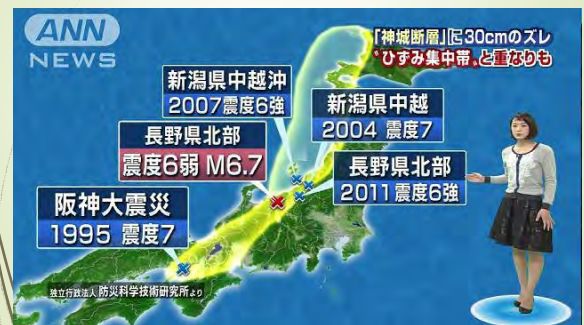 ANN
NEWS
「神城断層」に30cmのズレ
“ひずみ集中帯„と重なりも
新潟県中越沖
2007震度6強
新潟県中越
2004 震度7
長野県北部
震度6弱 M6.7
長野県北部
2011震度6強
阪神大震災
1995 震度7
独立行政法人 防災科学技術研究所より